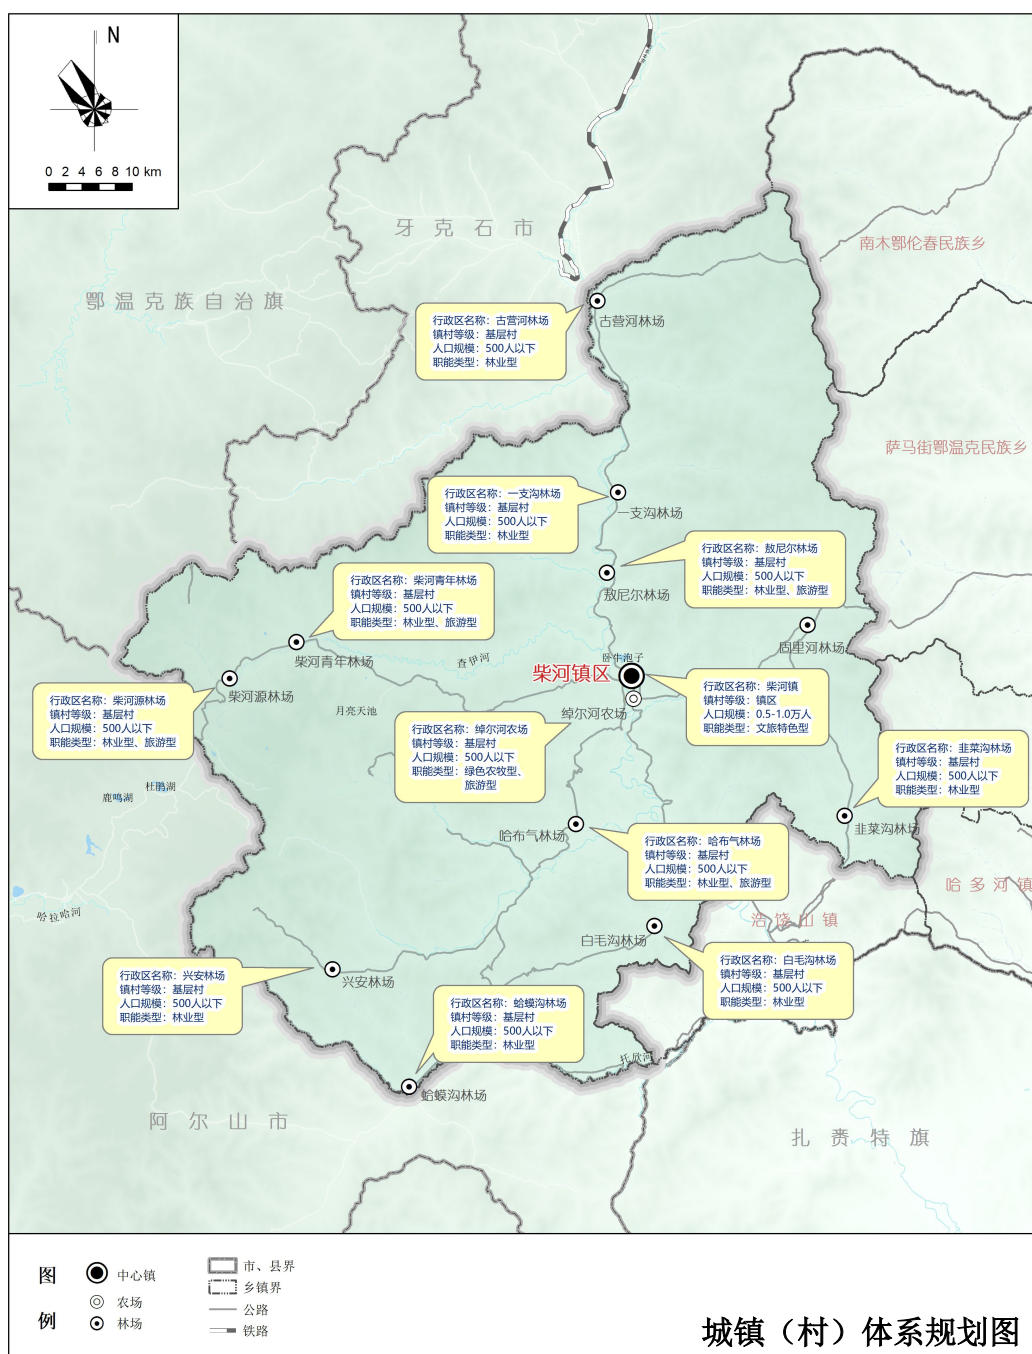 N
0 2 4 6 8 10 km
牙克石市
南木鄂伦春民族乡
鄂温克族自治旗
行政区名称：古营河林场
镇村等级：基层村
人口规模：500人以下
职能类型：林业型
古营河林场
萨马街鄂温克民族乡
行政区名称：一支沟林场
镇村等级：基层村
人口规模：500人以下
职能类型：林业型
一支沟林场
行政区名称：敖尼尔林场
镇村等级：基层村
人口规模：500人以下
职能类型：林业型、旅游型
敖尼尔林场
行政区名称：柴河青年林场
镇村等级：基层村
人口规模：500人以下
职能类型：林业型、旅游型
柴河青年林场
固里河林场
查伊河
卧牛泡子
柴河镇区
行政区名称：柴河镇
镇村等级：镇区
人口规模：0.5-1.0万人
职能类型：文旅特色型
柴河源林场
行政区名称：柴河源林场
镇村等级：基层村
人口规模：500人以下
职能类型：林业型、旅游型
月亮天池
绰尔河农场
行政区名称：绰尔河农场
镇村等级：基层村
人口规模：500人以下
职能类型：绿色农牧型、
旅游型
行政区名称：韭菜沟林场
镇村等级：基层村
人口规模：500人以下
职能类型：林业型
韭菜沟林场
杜鹃湖
鹿鸣湖
哈布气林场
行政区名称：哈布气林场
镇村等级：基层村
人口规模：500人以下
职能类型：林业型、旅游型
哈多河镇
哈拉哈河
浩饶山镇
白毛沟林场
行政区名称：白毛沟林场
镇村等级：基层村
人口规模：500人以下
职能类型：林业型
行政区名称：兴安林场
镇村等级：基层村
人口规模：500人以下
职能类型：林业型
兴安林场
行政区名称：蛤蟆沟林场
镇村等级：基层村
人口规模：500人以下
职能类型：林业型
蛤蟆沟林场
托欣河
阿尔山市
扎赉特旗
图例
中心镇
农场
林场
市、县界
乡镇界
公路
铁路
城镇（村）体系规划图